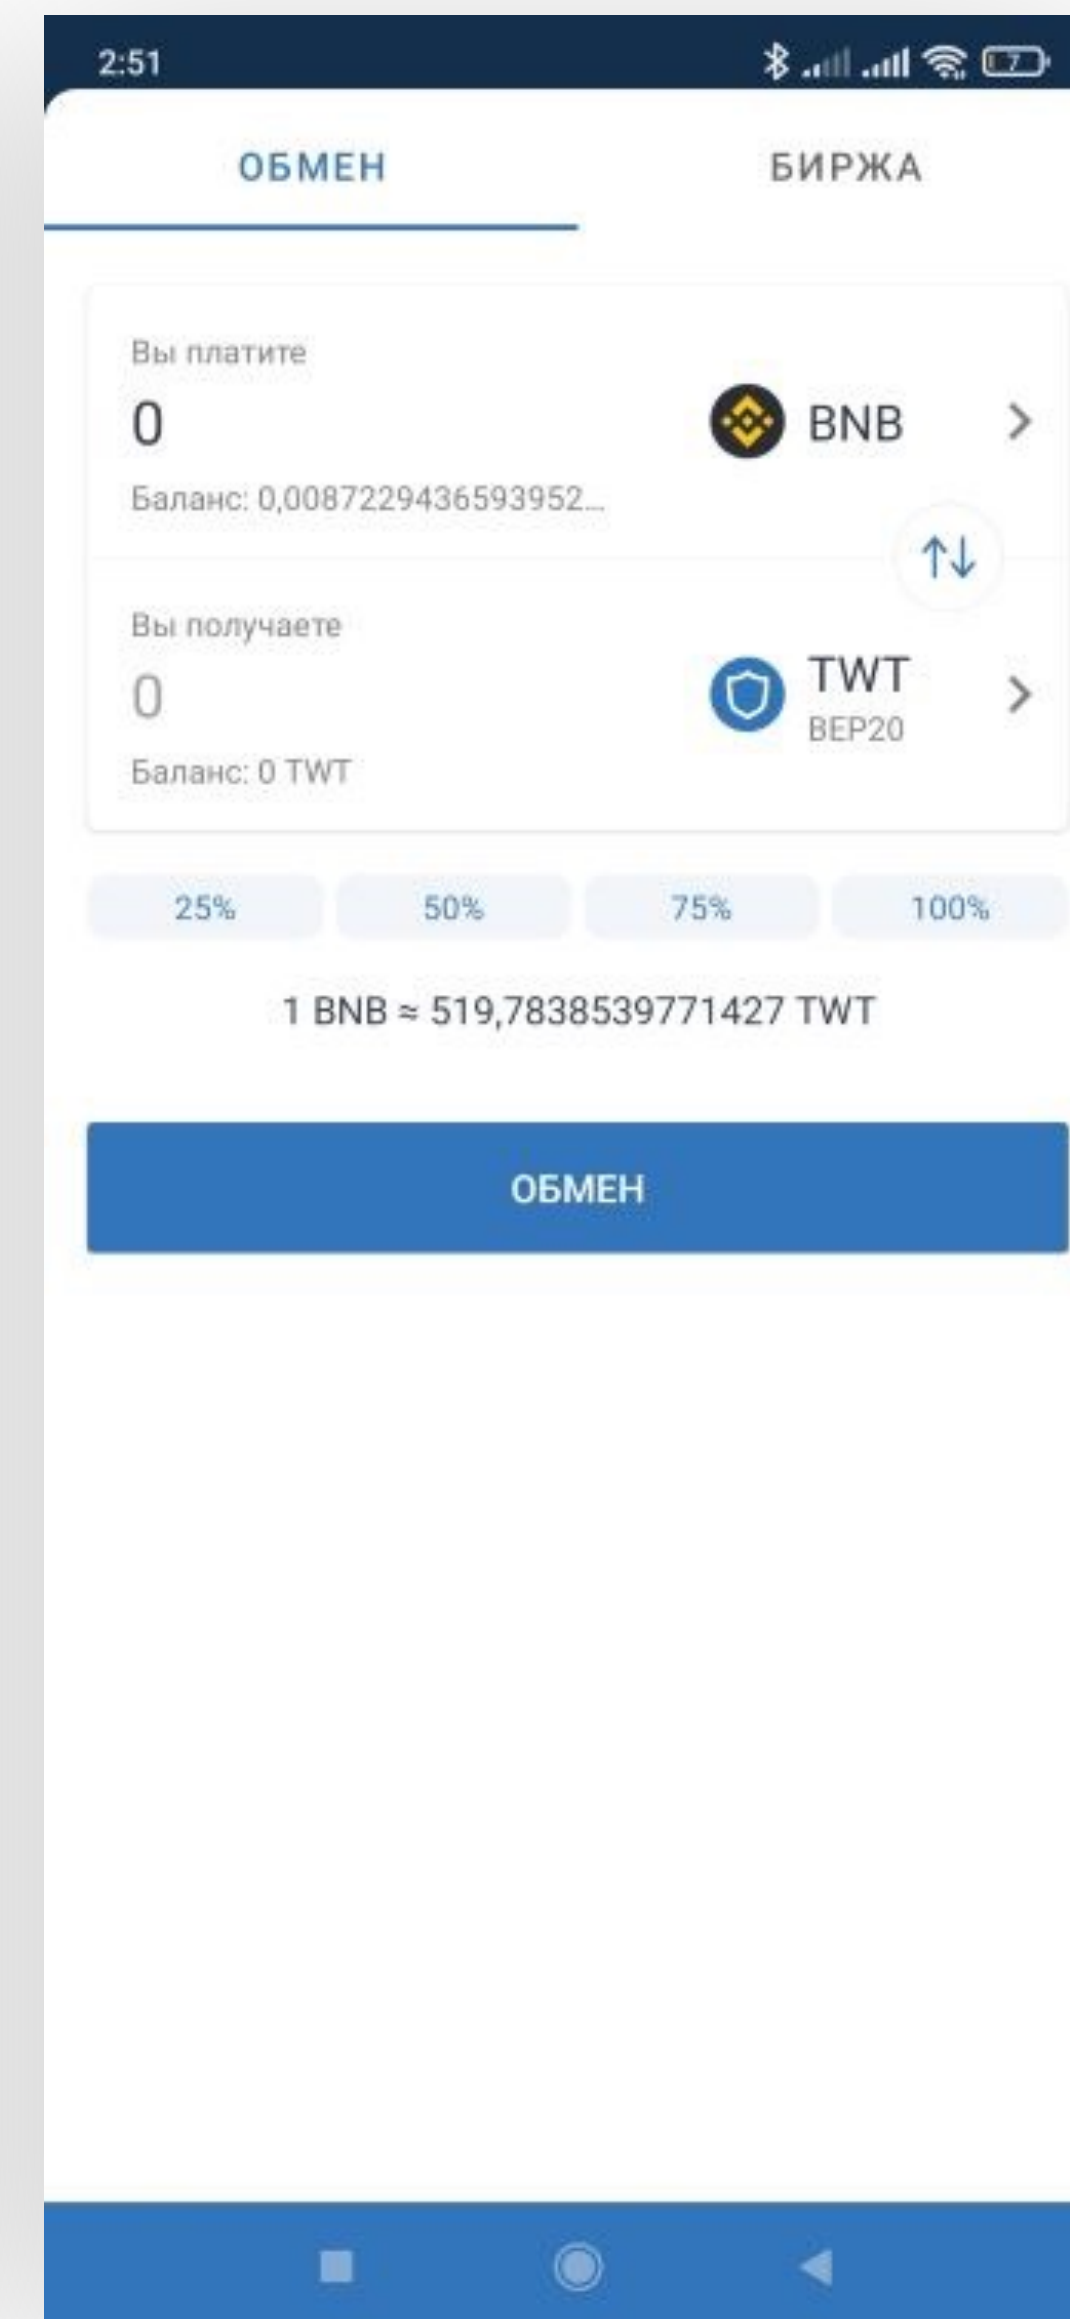 2:51
7
ОБМЕН
БИРЖА
Вы платите
0
BNB
Баланс: 0,0087229436593952...
Вы получаете
0
TWT
BEP20
Баланс: 0 TWT
25%
50%
75%
100%
1 BNB ≈ 519,7838539771427 TWT
ОБМЕН